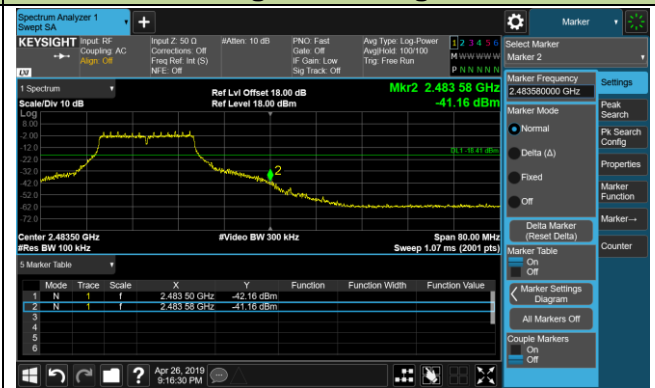 Spectrum Analyzer 1
Swept SA
+
Marker
KEYSIGHT
Input: RF
Coupling: AC
Align: Off
Input Z: 50 Ω
Corrections: Off
Freq Ref: Int (S)
NFE: Off
#Atten: 10 dB
PNO: Fast
Gate: Off
IF Gain: Low
Sig Track: Off
Avg Type: Log-Power
Avg|Hold: 100/100
Trig: Free Run
1 2 3 4 5 6
M W W W W W
P N N N N N
LXI
Select Marker
Marker 2
Marker Frequency
2.483580000 GHz
Settings
1 Spectrum
Ref Lvl Offset 18.00 dB
Mkr2 2.483 58 GHz
Scale/Div 10 dB
Ref Level 18.00 dBm
-41.16 dBm
Log
8.00
-2.00
-12.0
-22.0
-32.0
-42.0
-52.0
-62.0
-72.0
DL1 -18.41 dBm
2
Center 2.48350 GHz
#Video BW 300 kHz
Span 80.00 MHz
#Res BW 100 kHz
Sweep 1.07 ms (2001 pts)
Marker Mode
Normal
Delta (Δ)
Fixed
Off
Peak Search
Pk Search Config
Properties
Marker Function
Marker→
Counter
Delta Marker
(Reset Delta)
Marker Table
On
Off
Marker Settings
Diagram
All Markers Off
Couple Markers
On
Off
5 Marker Table
Mode Trace Scale X Y Function Function Width Function Value
1 N 1 f 2.483 50 GHz -42.16 dBm
2 N 1 f 2.483 58 GHz -41.16 dBm
3
4
5
6
?
Apr 26, 2019
9:16:30 PM